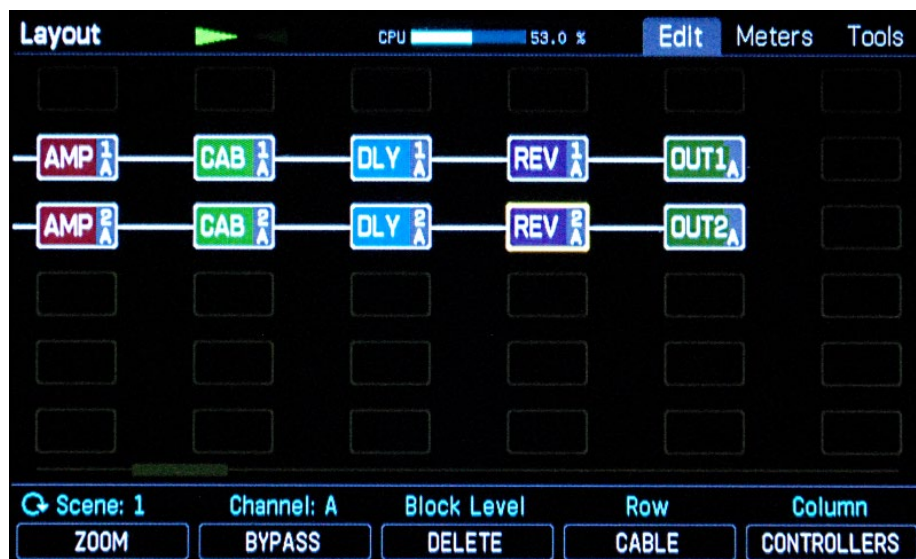 Layout CPU 53.0 % Edit Meters Tools
AMP 1 A CAB 1 A DLY 1 A REV 1 A OUT1 A
AMP 2 A CAB 2 A DLY 2 A REV 2 A OUT2 A
Scene: 1 Channel: A Block Level Row Column
ZOOM BYPASS DELETE CABLE CONTROLLERS